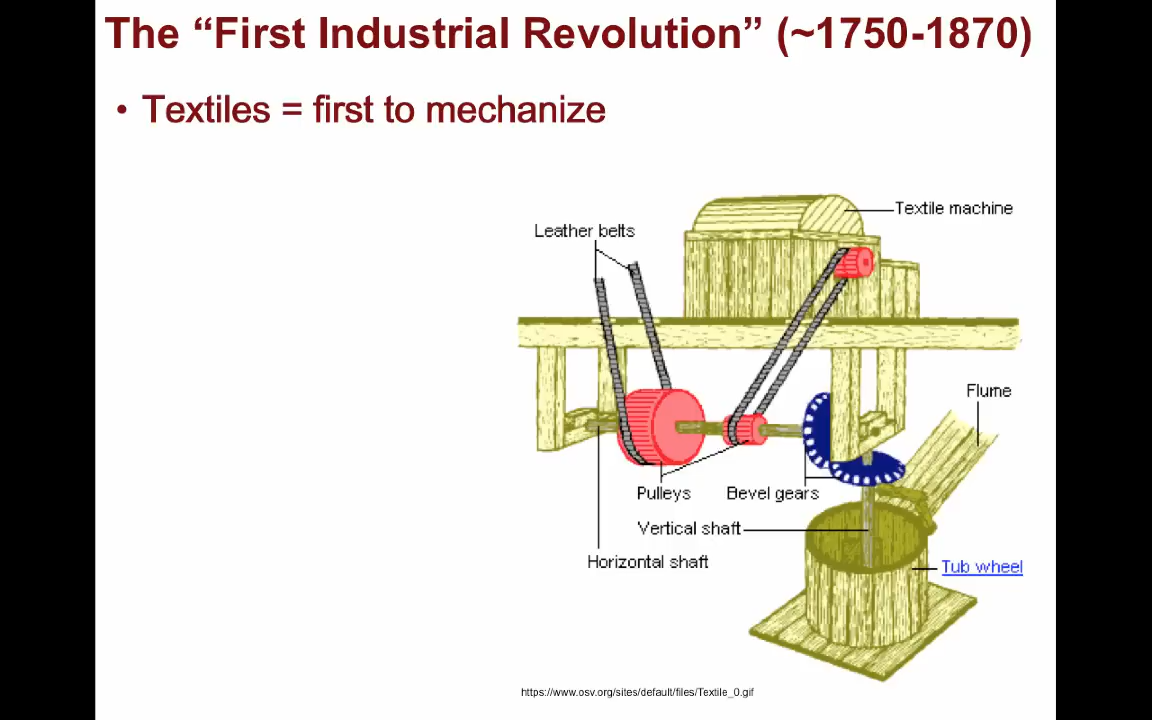 The “First Industrial Revolution” (~1750-1870)
• Textiles = first to mechanize
Textile machine
Leather belts
Flume
Pulleys
Bevel gears
Vertical shaft
Horizontal shaft
Tub wheel
https://www.osv.org/sites/default/files/Textile_0.gif